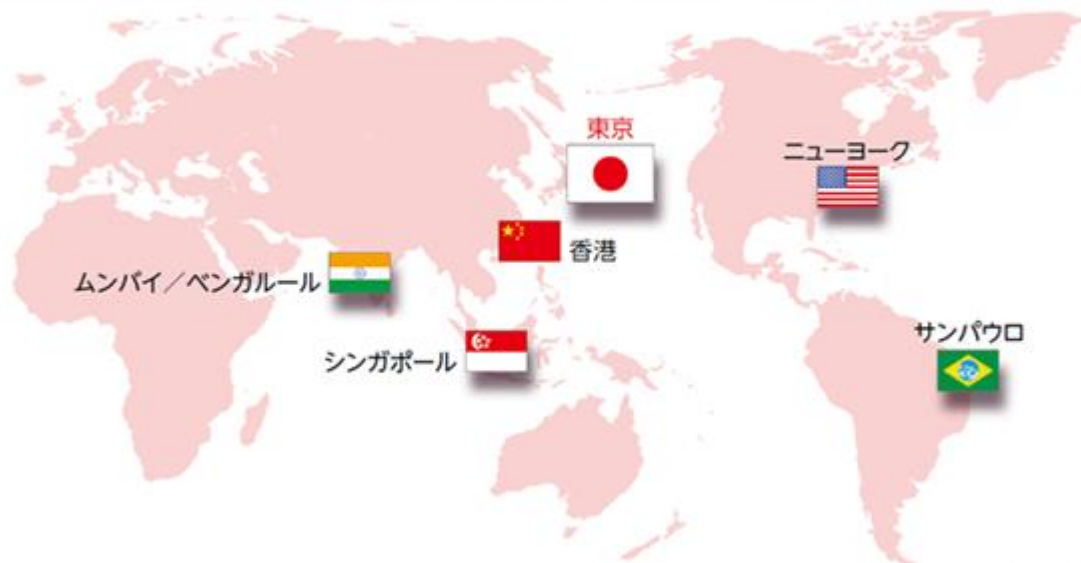 東京
ニューヨーク
香港
ムンバイ／ベンガルール
シンガポール
サンパウロ